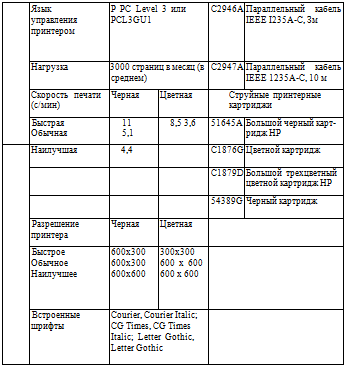 Язык P PC Level 3 или C2946A Параллельный кабель
управления PCL3GU1 IEEE I235A-C, 3м
принтером
Нагрузка 3000 страниц в месяц (в C2947A Параллельный кабель
среднем) IEEE 1235A-C, 10 м
Скорость печати Черная Цветная Струйные принтерные
(с/мин) картриджи
Быстрая 11 8,5 3,6 51645A Большой черный карт-
Обычная 5,1 ридж HP
Наилучшая 4,4 C1876G Цветной картридж
C1879D Большой трехцветный
цветной картридж HP
54389G Черный картридж
Разрешение Черная Цветная
принтера
Быстрое 600x300 300x300
Обычное 600x300 600 x 600
Наилучшее 600x600 600 x 600
Встроенные Courier, Courier Italic;
шрифты CG Times, CG Times
Italic; Letter Gothic,
Letter Gothic